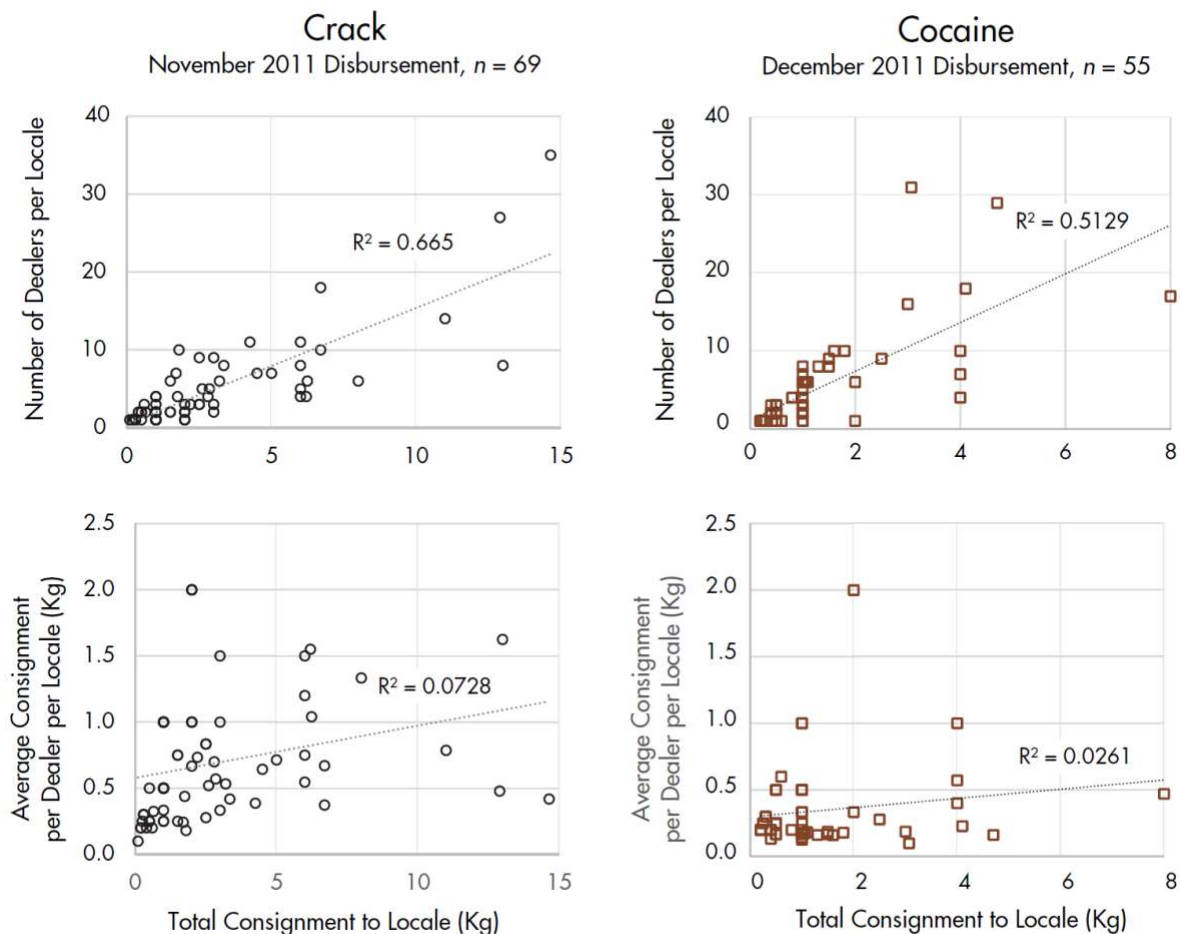 Crack
November 2011 Disbursement, n = 69
Number of Dealers per Locale
40
30
20
10
0
R² = 0.665
0 5 10 15
Cocaine
December 2011 Disbursement, n = 55
Number of Dealers per Locale
40
30
20
10
0
R² = 0.5129
0 2 4 6 8
Average Consignment
per Dealer per Locale (Kg)
2.5
2.0
1.5
1.0
0.5
0.0
R² = 0.0728
0 5 10 15
Total Consignment to Locale (Kg)
Average Consignment
per Dealer per Locale (Kg)
2.5
2.0
1.5
1.0
0.5
0.0
R² = 0.0261
0 2 4 6 8
Total Consignment to Locale (Kg)